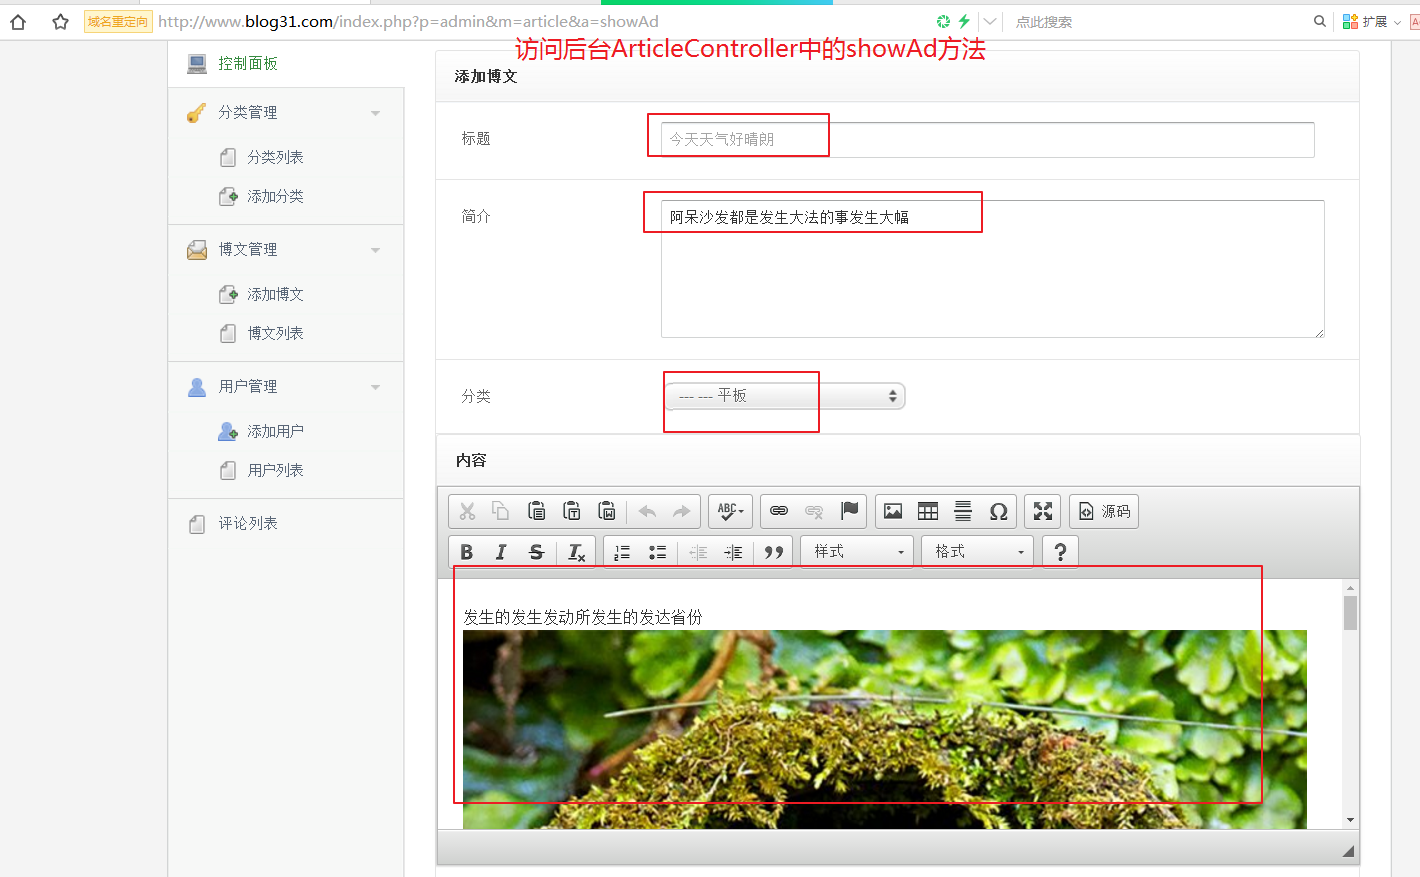 域名重定向 http://www.blog31.com/index.php?p=admin&m=article&a=showAd 点此搜索 扩展
访问后台ArticleController中的showAd方法
控制面板
分类管理
分类列表
添加分类
博文管理
添加博文
博文列表
用户管理
添加用户
用户列表
评论列表
添加博文
标题 今天天气好晴朗
简介 阿呆沙发都是发生大法的事发生大幅
分类 --- --- 平板
内容
ABC 源码
B I S Tx 样式 格式 ?
发生的发生发动所发生的发达省份